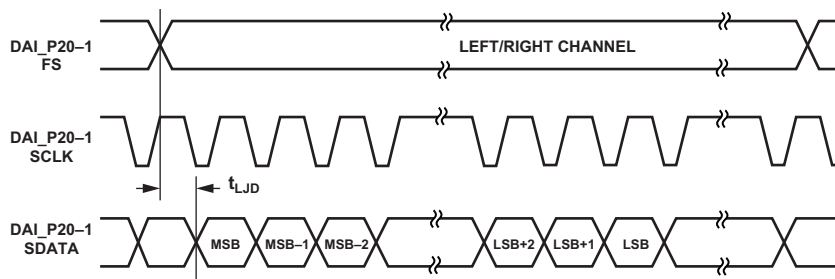 DAI_P20–1
FS
LEFT/RIGHT CHANNEL
DAI_P20–1
SCLK
tLJD
DAI_P20–1
SDATA
MSB MSB–1 MSB–2 LSB+2 LSB+1 LSB